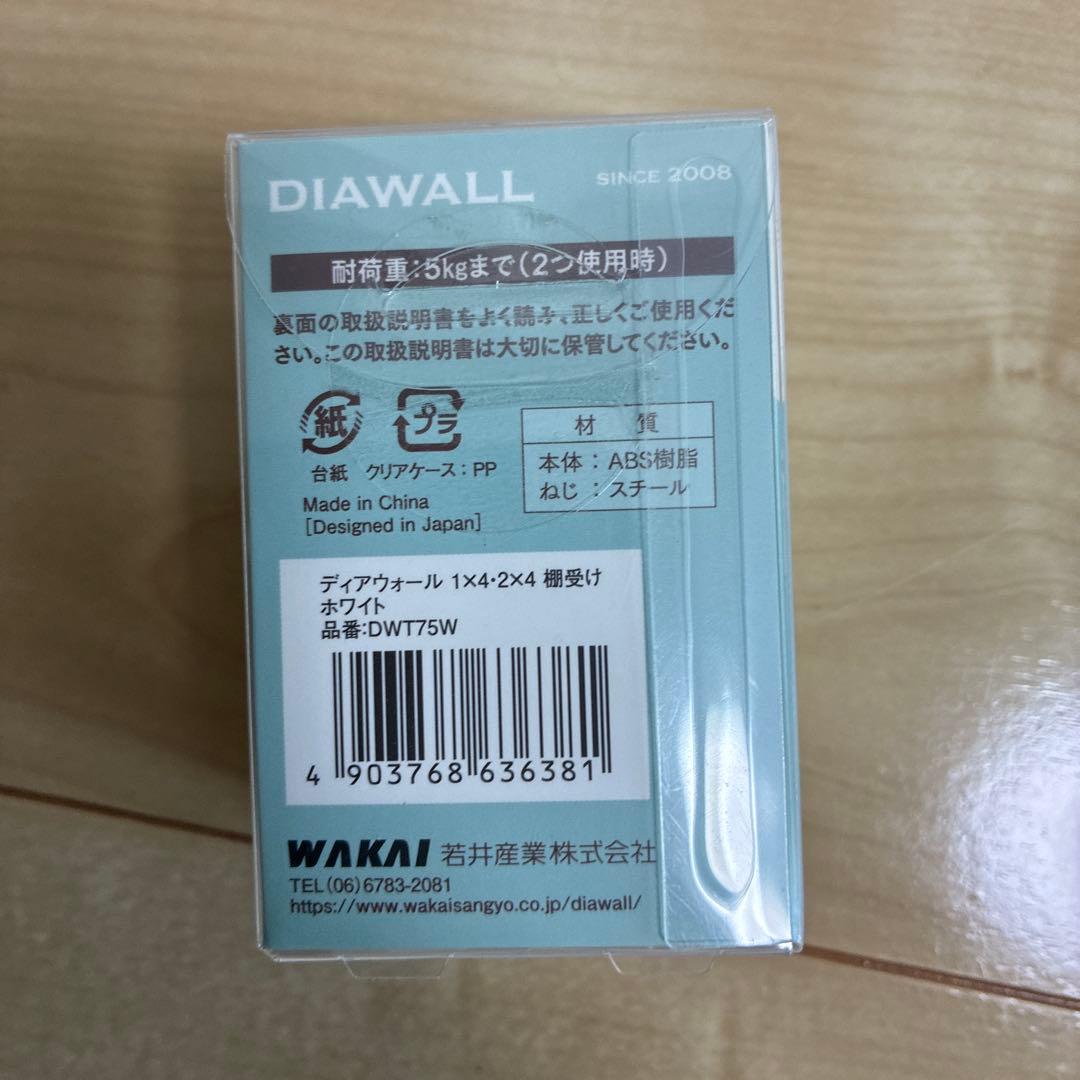 DIAWALL SINCE 2008
耐荷重:5kgまで(2つ使用時)
裏面の取扱説明書をよく読み、正しくご使用くだ
さい。この取扱説明書は大切に保管してください。
紙 プラ
台紙 クリアケース:PP
材 質
本体:ABS樹脂
ねじ:スチール
Made in China
[Designed in Japan]
ディアウォール 1×4・2×4 棚受け
ホワイト
品番:DWT75W
4 903768 636381
WAKAI 若井産業株式会社
TEL(06)6783-2081
https://www.wakaisangyo.co.jp/diawall/